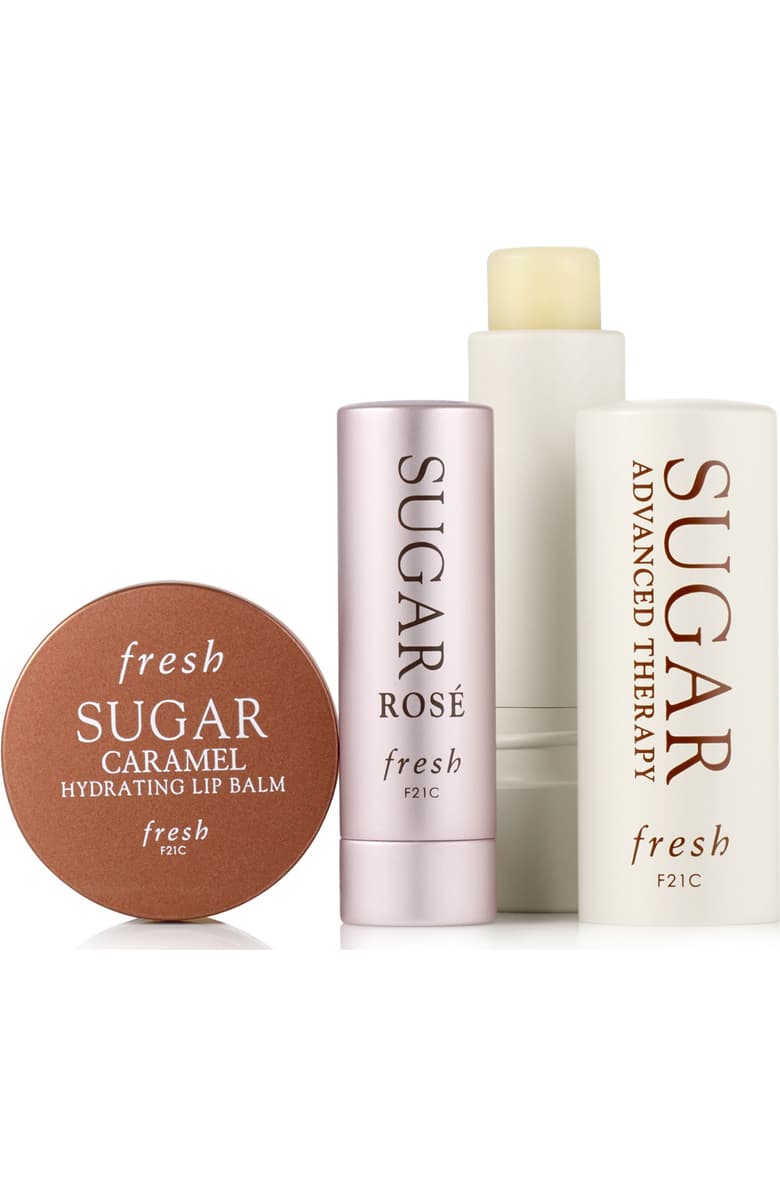 fresh
SUGAR
CARAMEL
HYDRATING LIP BALM
fresh
F21C
SUGAR
ROSÉ
fresh
F21C
SUGAR
ADVANCED THERAPY
fresh
F21C